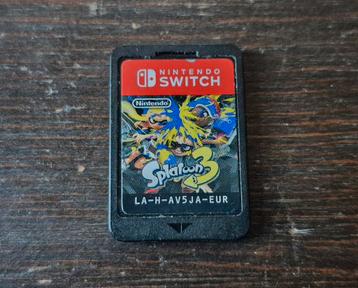 NINTENDO
SWITCH
Nintendo
Splatoon 3
LA-H-AV5JA-EUR